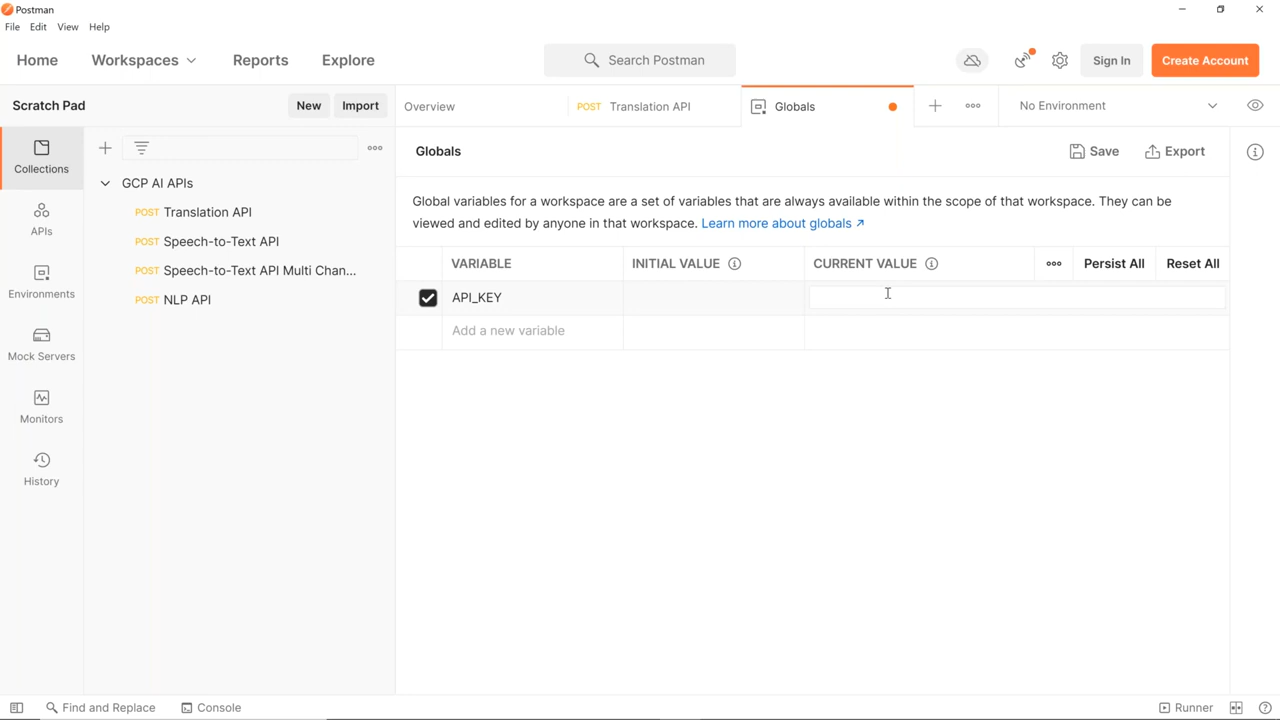 Postman
File Edit View Help
Home Workspaces Reports Explore Search Postman Sign In Create Account
Scratch Pad New Import Overview POST Translation API Globals No Environment
Collections
APIs
Environments
Mock Servers
Monitors
History
GCP AI APIs
POST Translation API
POST Speech-to-Text API
POST Speech-to-Text API Multi Chan...
POST NLP API
Globals Save Export
Global variables for a workspace are a set of variables that are always available within the scope of that workspace. They can be
viewed and edited by anyone in that workspace. Learn more about globals ↗
VARIABLE INITIAL VALUE CURRENT VALUE Persist All Reset All
API_KEY
Add a new variable
Find and Replace Console Runner